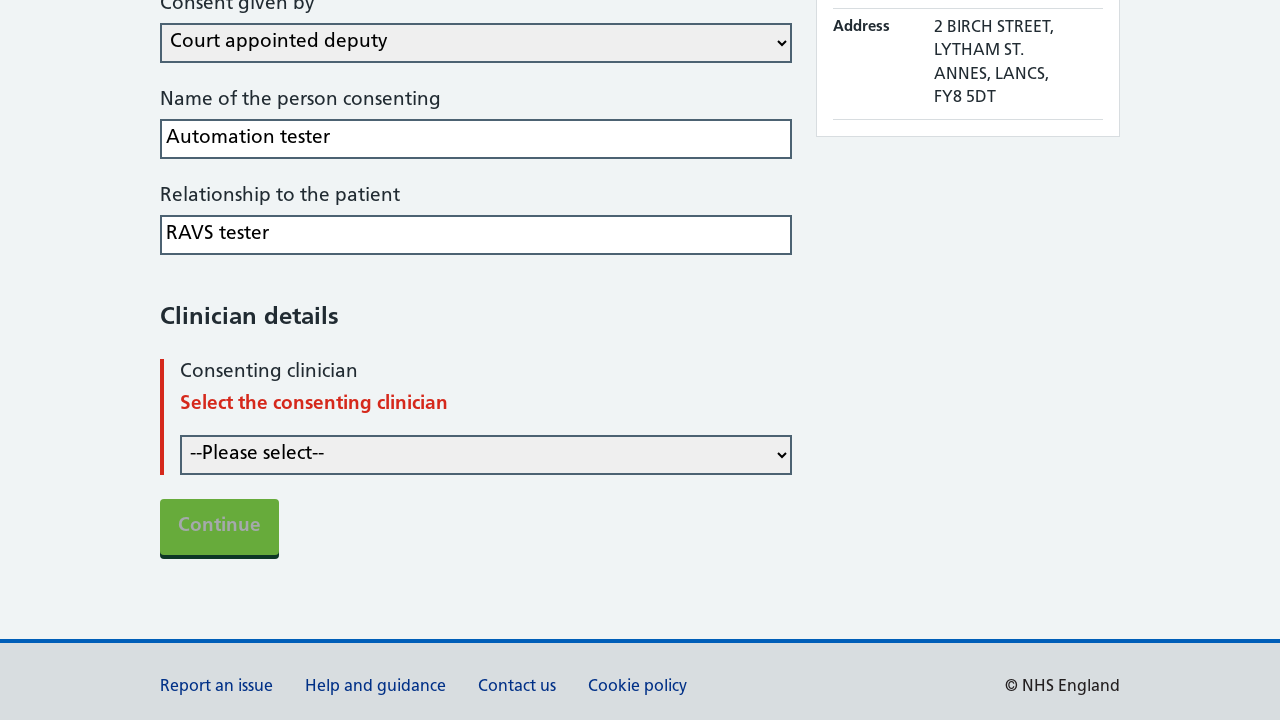 Consent given by
Court appointed deputy
Name of the person consenting
Automation tester
Relationship to the patient
RAVS tester
Clinician details
Consenting clinician
Select the consenting clinician
--Please select--
Continue
Address
2 BIRCH STREET,
LYTHAM ST.
ANNES, LANCS,
FY8 5DT
Report an issue
Help and guidance
Contact us
Cookie policy
© NHS England